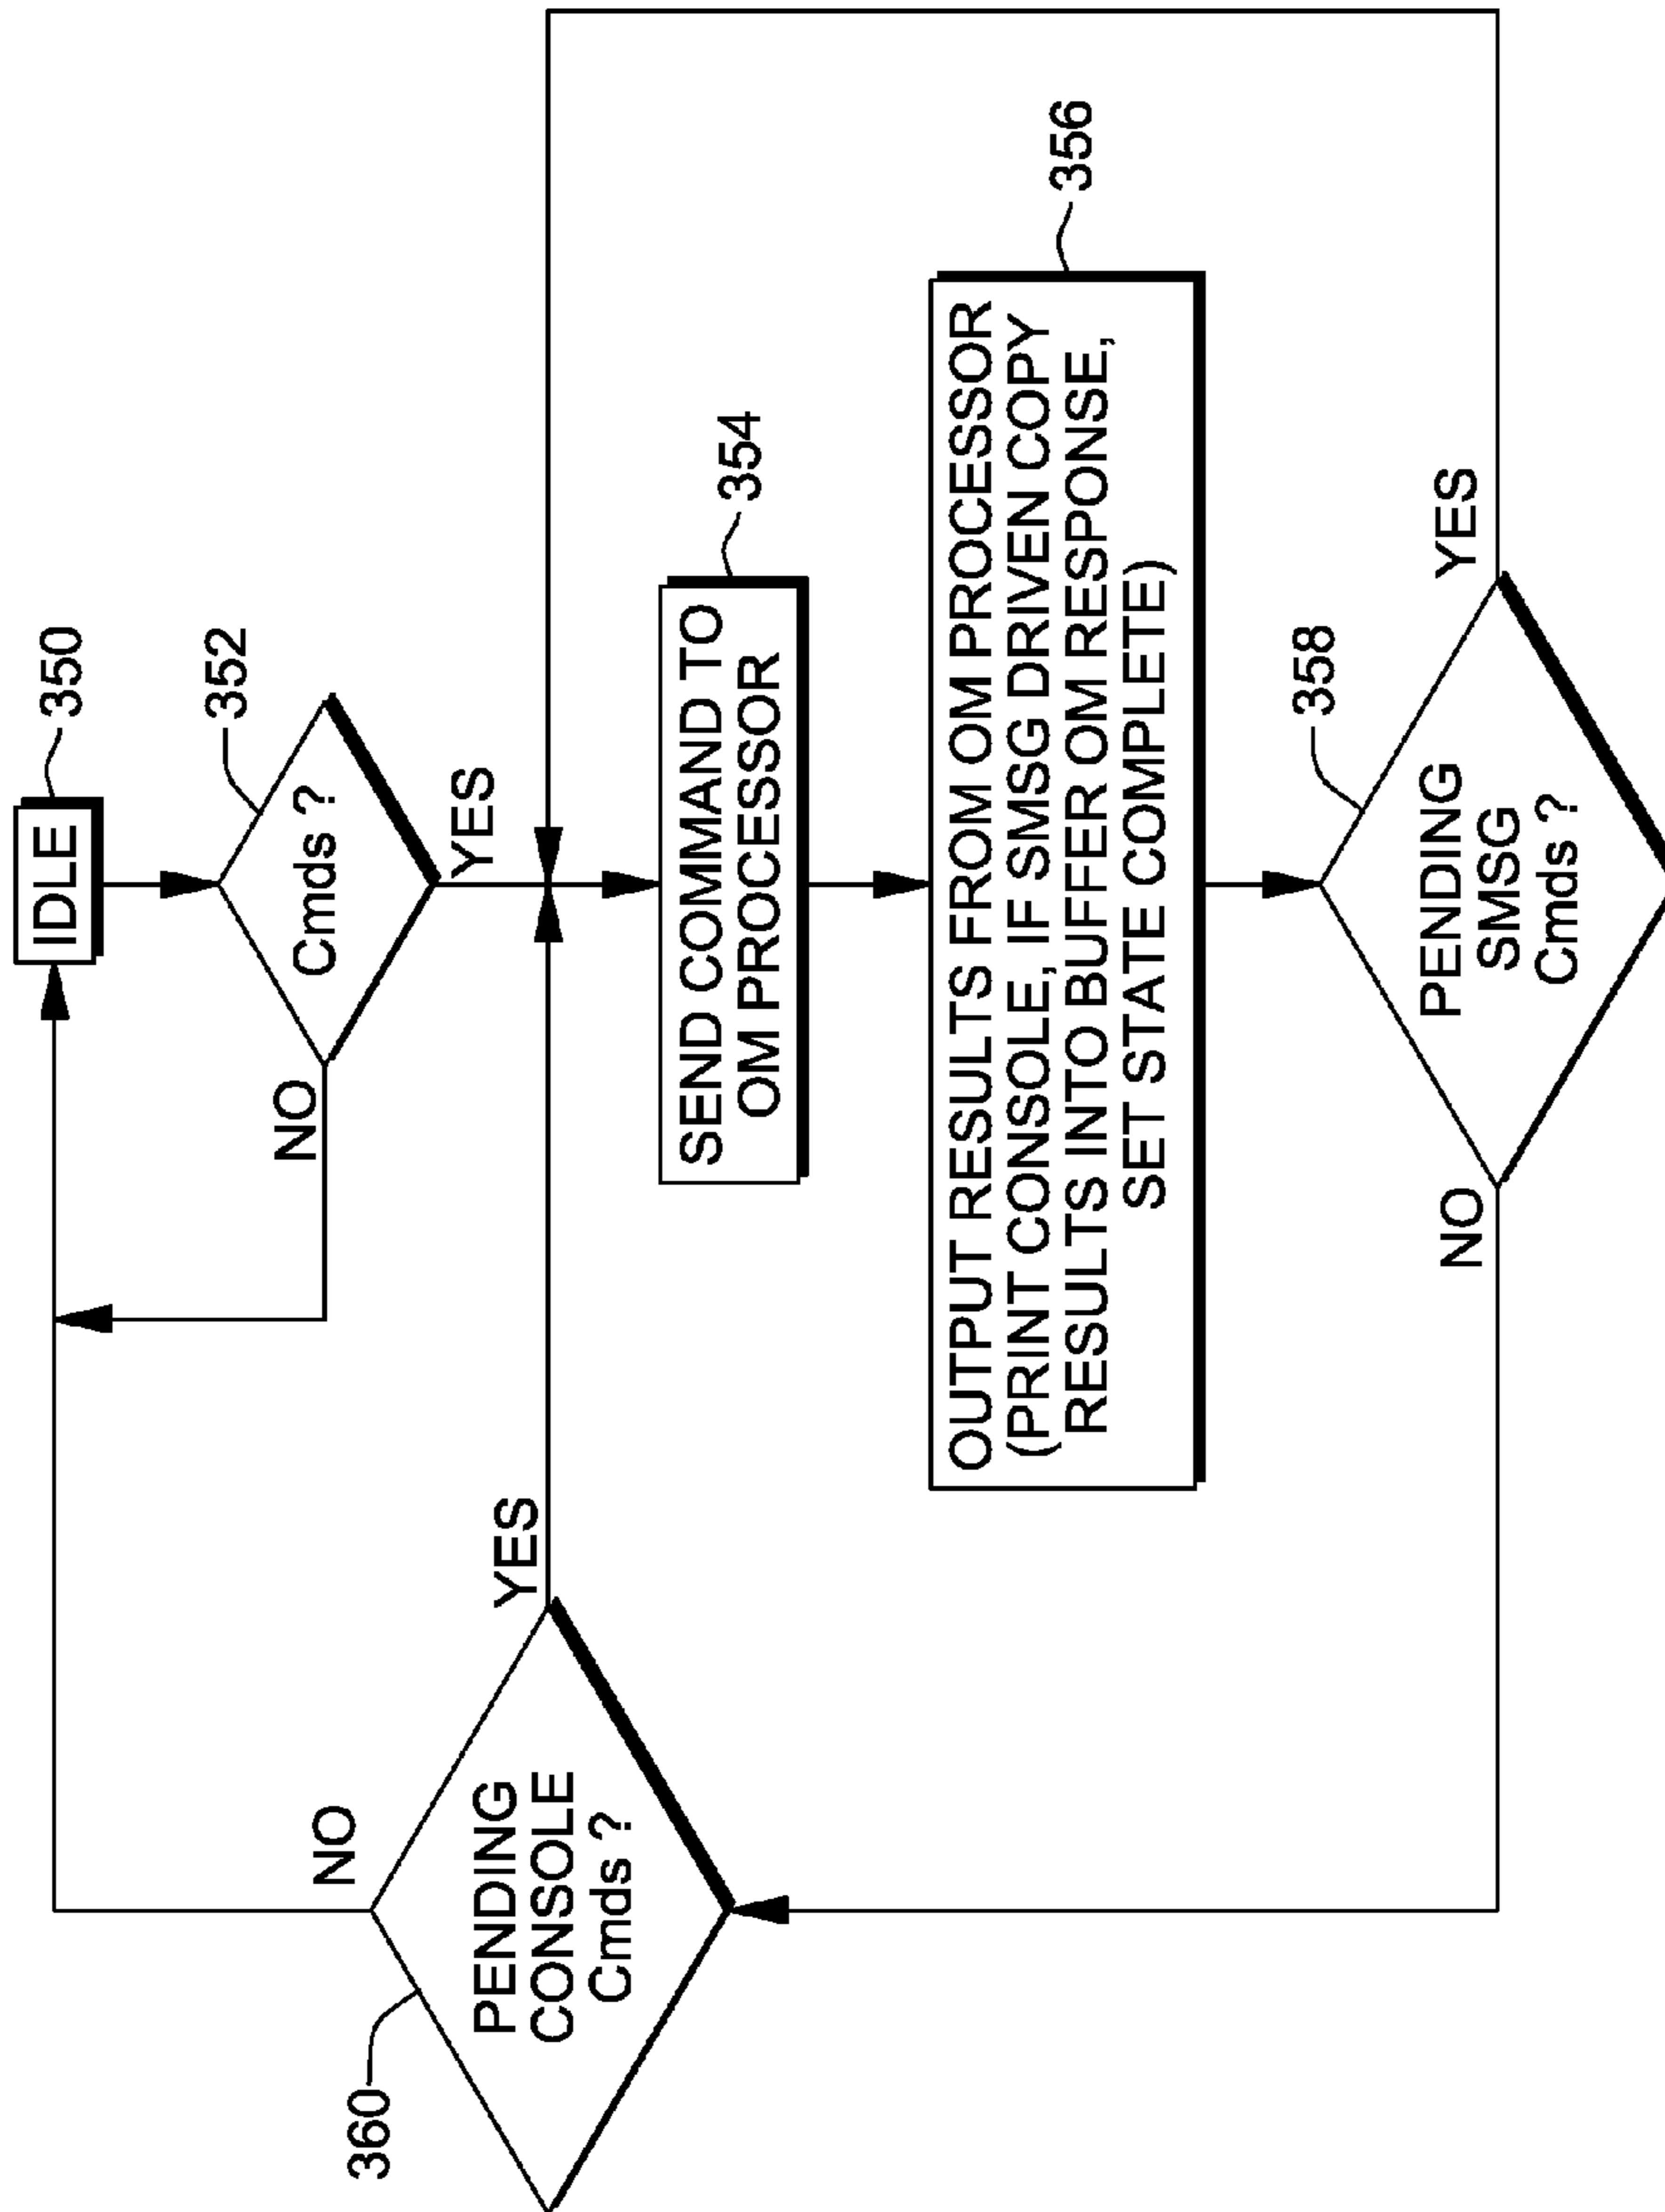 350
IDLE
352
Cmds ?
NO
YES
354
SEND COMMAND TO
OM PROCESSOR
356
OUTPUT RESULTS FROM OM PROCESSOR
(PRINT CONSOLE, IF SMSG DRIVEN COPY
RESULTS INTO BUFFER OM RESPONSE,
SET STATE COMPLETE)
358
PENDING
SMSG
Cmds ?
YES
NO
360
PENDING
CONSOLE
Cmds ?
NO
YES